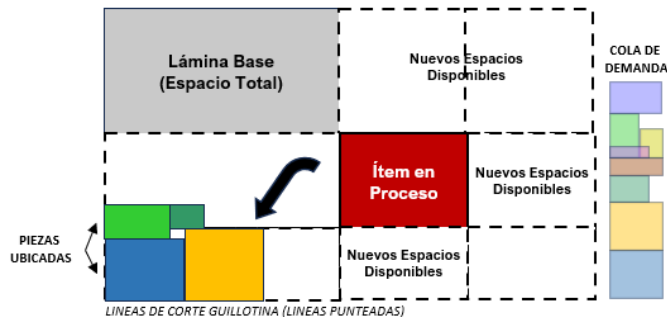 Lámina Base
(Espacio Total)
Nuevos Espacios
Disponibles
COLA DE
DEMANDA
Ítem en
Proceso
Nuevos Espacios
Disponibles
PIEZAS
UBICADAS
Nuevos Espacios
Disponibles
LINEAS DE CORTE GUILLOTINA (LINEAS PUNTEADAS)